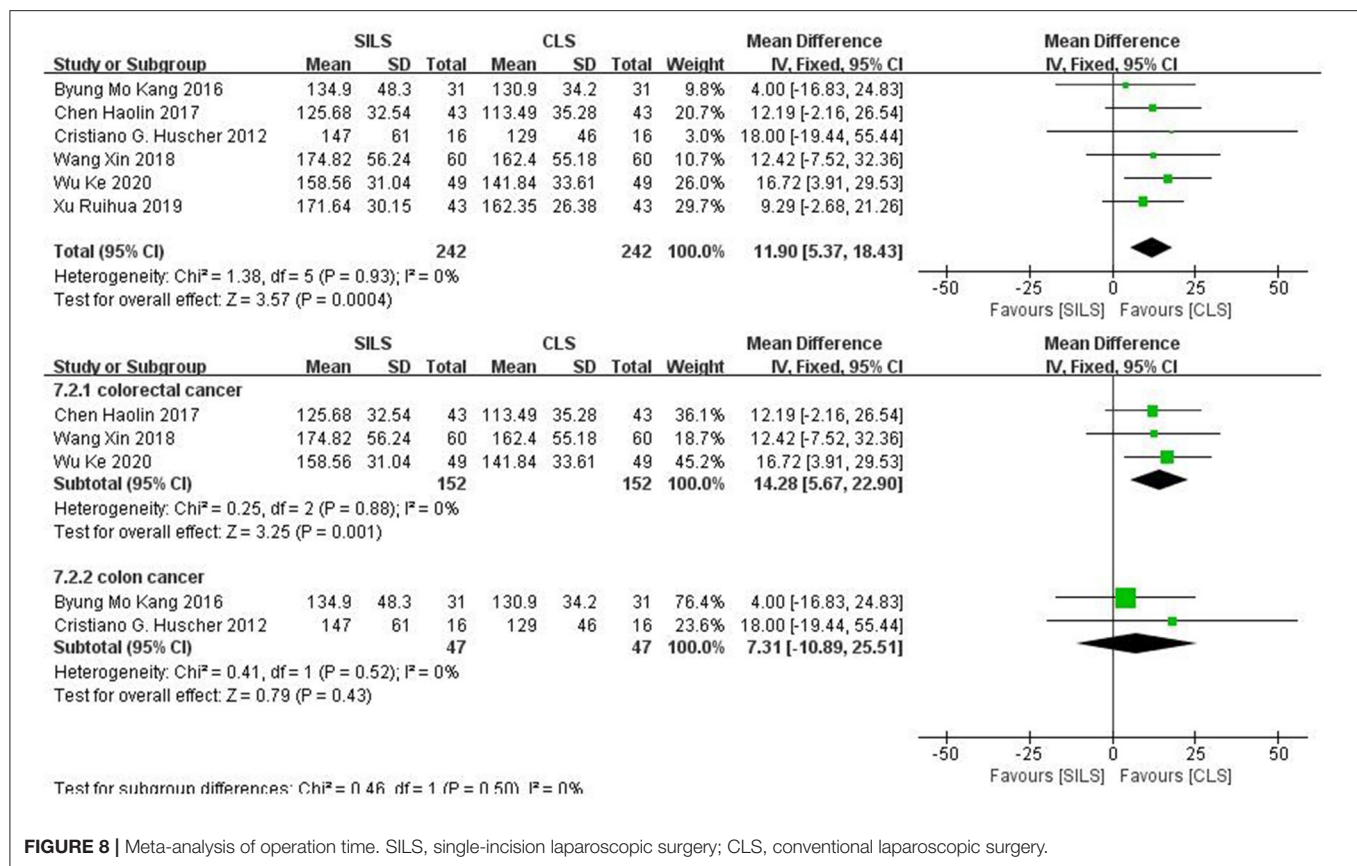 SILS CLS Mean Difference Mean Difference
Study or Subgroup Mean SD Total Mean SD Total Weight IV, Fixed, 95% CI IV, Fixed, 95% CI
Byung Mo Kang 2016 134.9 48.3 31 130.9 34.2 31 9.8% 4.00 [-16.83, 24.83]
Chen Haolin 2017 125.68 32.54 43 113.49 35.28 43 20.7% 12.19 [-2.16, 26.54]
Cristiano G. Huscher 2012 147 61 16 129 46 16 3.0% 18.00 [-19.44, 55.44]
Wang Xin 2018 174.82 56.24 60 162.4 55.18 60 10.7% 12.42 [-7.52, 32.36]
Wu Ke 2020 158.56 31.04 49 141.84 33.61 49 26.0% 16.72 [3.91, 29.53]
Xu Ruihua 2019 171.64 30.15 43 162.35 26.38 43 29.7% 9.29 [-2.68, 21.26]
Total (95% CI) 242 242 100.0% 11.90 [5.37, 18.43]
Heterogeneity: Chi² = 1.38, df = 5 (P = 0.93); I² = 0%
Test for overall effect: Z = 3.57 (P = 0.0004)
-50 -25 0 25 50
Favours [SILS] Favours [CLS]
SILS CLS Mean Difference Mean Difference
Study or Subgroup Mean SD Total Mean SD Total Weight IV, Fixed, 95% CI IV, Fixed, 95% CI
7.2.1 colorectal cancer
Chen Haolin 2017 125.68 32.54 43 113.49 35.28 43 36.1% 12.19 [-2.16, 26.54]
Wang Xin 2018 174.82 56.24 60 162.4 55.18 60 18.7% 12.42 [-7.52, 32.36]
Wu Ke 2020 158.56 31.04 49 141.84 33.61 49 45.2% 16.72 [3.91, 29.53]
Subtotal (95% CI) 152 152 100.0% 14.28 [5.67, 22.90]
Heterogeneity: Chi² = 0.25, df = 2 (P = 0.88); I² = 0%
Test for overall effect: Z = 3.25 (P = 0.001)
7.2.2 colon cancer
Byung Mo Kang 2016 134.9 48.3 31 130.9 34.2 31 76.4% 4.00 [-16.83, 24.83]
Cristiano G. Huscher 2012 147 61 16 129 46 16 23.6% 18.00 [-19.44, 55.44]
Subtotal (95% CI) 47 47 100.0% 7.31 [-10.89, 25.51]
Heterogeneity: Chi² = 0.41, df = 1 (P = 0.52); I² = 0%
Test for overall effect: Z = 0.79 (P = 0.43)
-50 -25 0 25 50
Favours [SILS] Favours [CLS]
Test for subgroup differences: Chi² = 0.46, df = 1 (P = 0.50), I² = 0%
FIGURE 8 | Meta-analysis of operation time. SILS, single-incision laparoscopic surgery; CLS, conventional laparoscopic surgery.